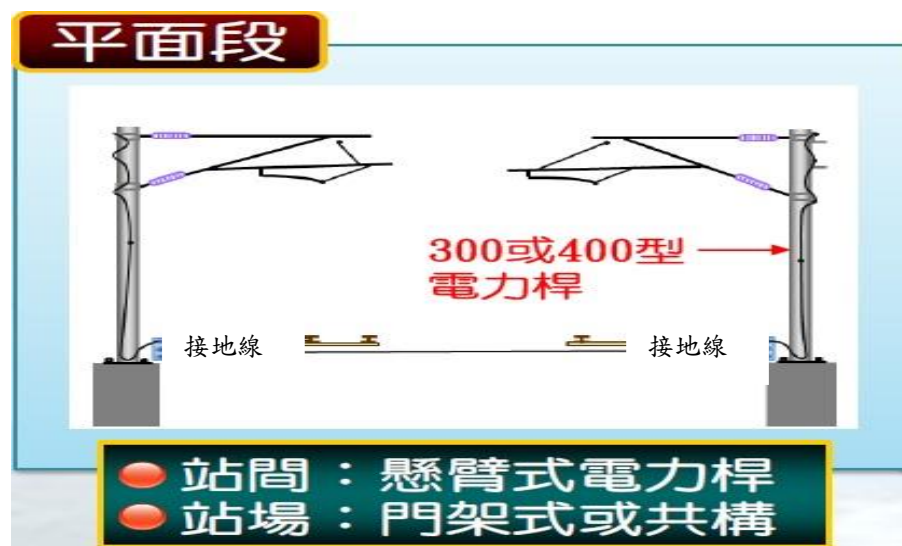 平面段
300或400型
電力桿
接地線
接地線
站間：懸臂式電力桿
站場：門架式或共構